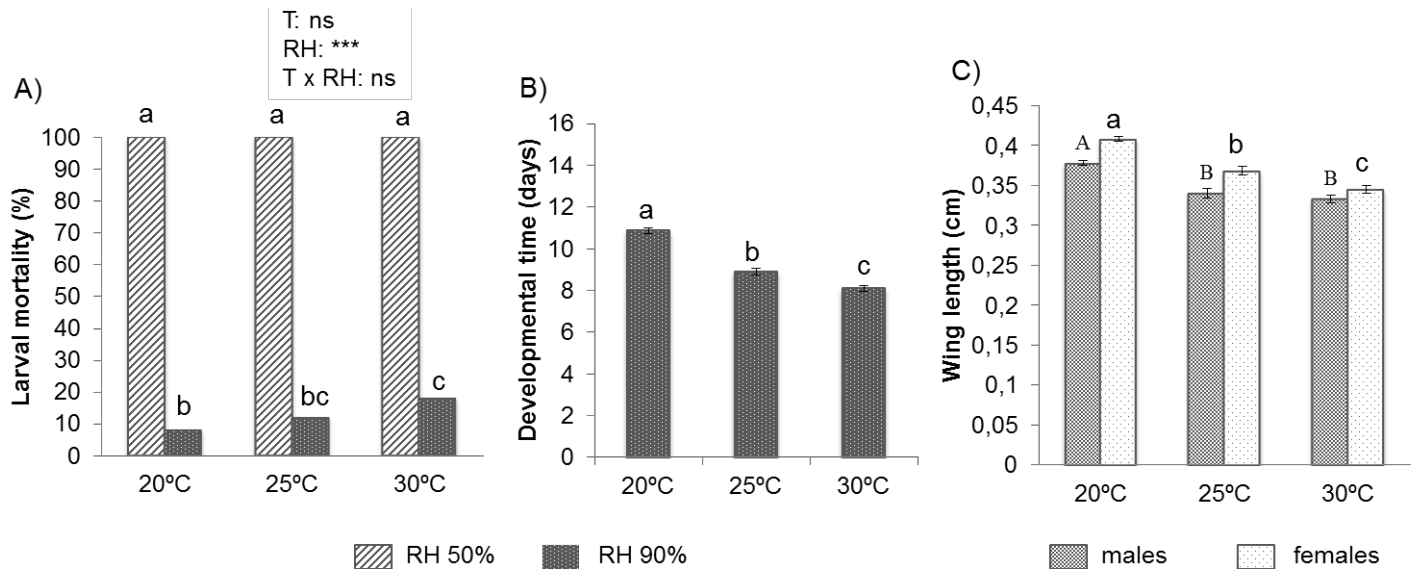 T: ns
RH: ***
T x RH: ns
A)
Larval mortality (%)
100
90
80
70
60
50
40
30
20
10
0
a
b
a
bc
a
c
20ºC
25ºC
30ºC
B)
Developmental time (days)
16
14
12
10
8
6
4
2
0
a
b
c
20ºC
25ºC
30ºC
RH 50%
RH 90%
C)
Wing length (cm)
0,45
0,4
0,35
0,3
0,25
0,2
0,15
0,1
0,05
0
A
a
B
b
B
c
20ºC
25ºC
30ºC
males
females